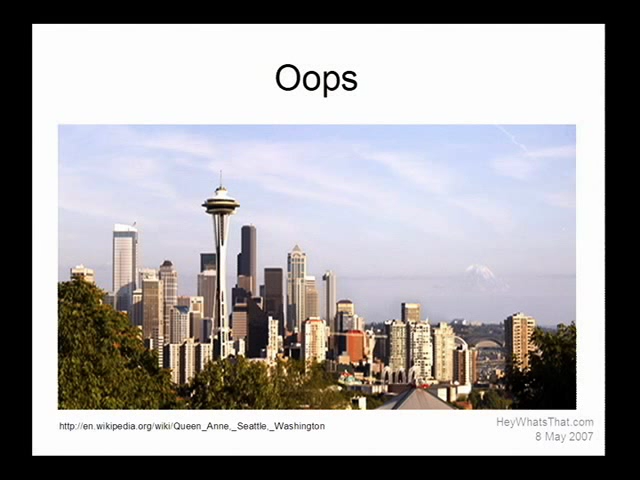 Oops
http://en.wikipedia.org/wiki/Queen_Anne,_Seattle,_Washington
HeyWhatsThat.com
8 May 2007